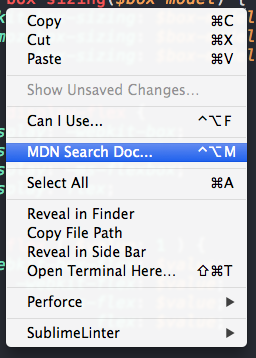 box-sizing($box-model) {
Copy ⌘C
Cut ⌘X
Paste ⌘V
Show Unsaved Changes...
Can I Use... ⌃⌥F
MDN Search Doc... ⌃⌥M
Select All ⌘A
Reveal in Finder
Copy File Path
Reveal in Side Bar
Open Terminal Here... ⇧⌘T
Perforce ▶
SublimeLinter ▶